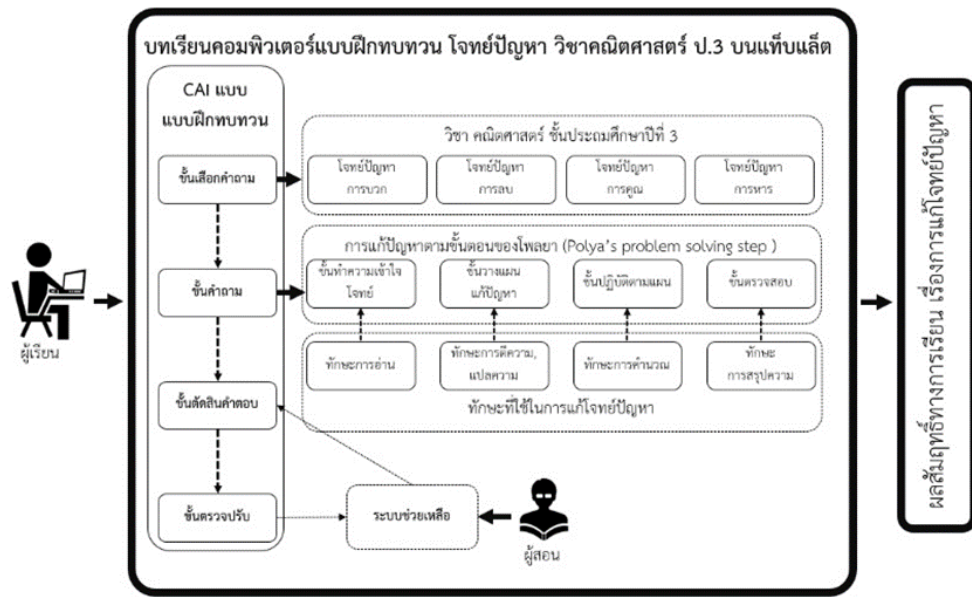 บทเรียนคอมพิวเตอร์แบบฝึกทบทวน โจทย์ปัญหา วิชาคณิตศาสตร์ ป.3 บนแท็บแล็ต
CAI แบบ
แบบฝึกทบทวน
ขั้นเลือกคำถาม
ขั้นคำถาม
ขั้นตัดสินคำตอบ
ขั้นตรวจปรับ
วิชา คณิตศาสตร์ ชั้นประถมศึกษาปีที่ 3
โจทย์ปัญหา
การบวก
โจทย์ปัญหา
การลบ
โจทย์ปัญหา
การคูณ
โจทย์ปัญหา
การหาร
การแก้ปัญหาตามขั้นตอนของโพลยา (Polya's problem solving step )
ขั้นทำความเข้าใจ
โจทย์
ขั้นวางแผน
แก้ปัญหา
ขั้นปฏิบัติตามแผน
ขั้นตรวจสอบ
ทักษะการอ่าน
ทักษะการตีความ,
แปลความ
ทักษะการคำนวณ
ทักษะ
การสรุปความ
ทักษะที่ใช้ในการแก้โจทย์ปัญหา
ระบบช่วยเหลือ
ผู้สอน
ผู้เรียน
ผลสัมฤทธิ์ทางการเรียน เรื่องการแก้โจทย์ปัญหา